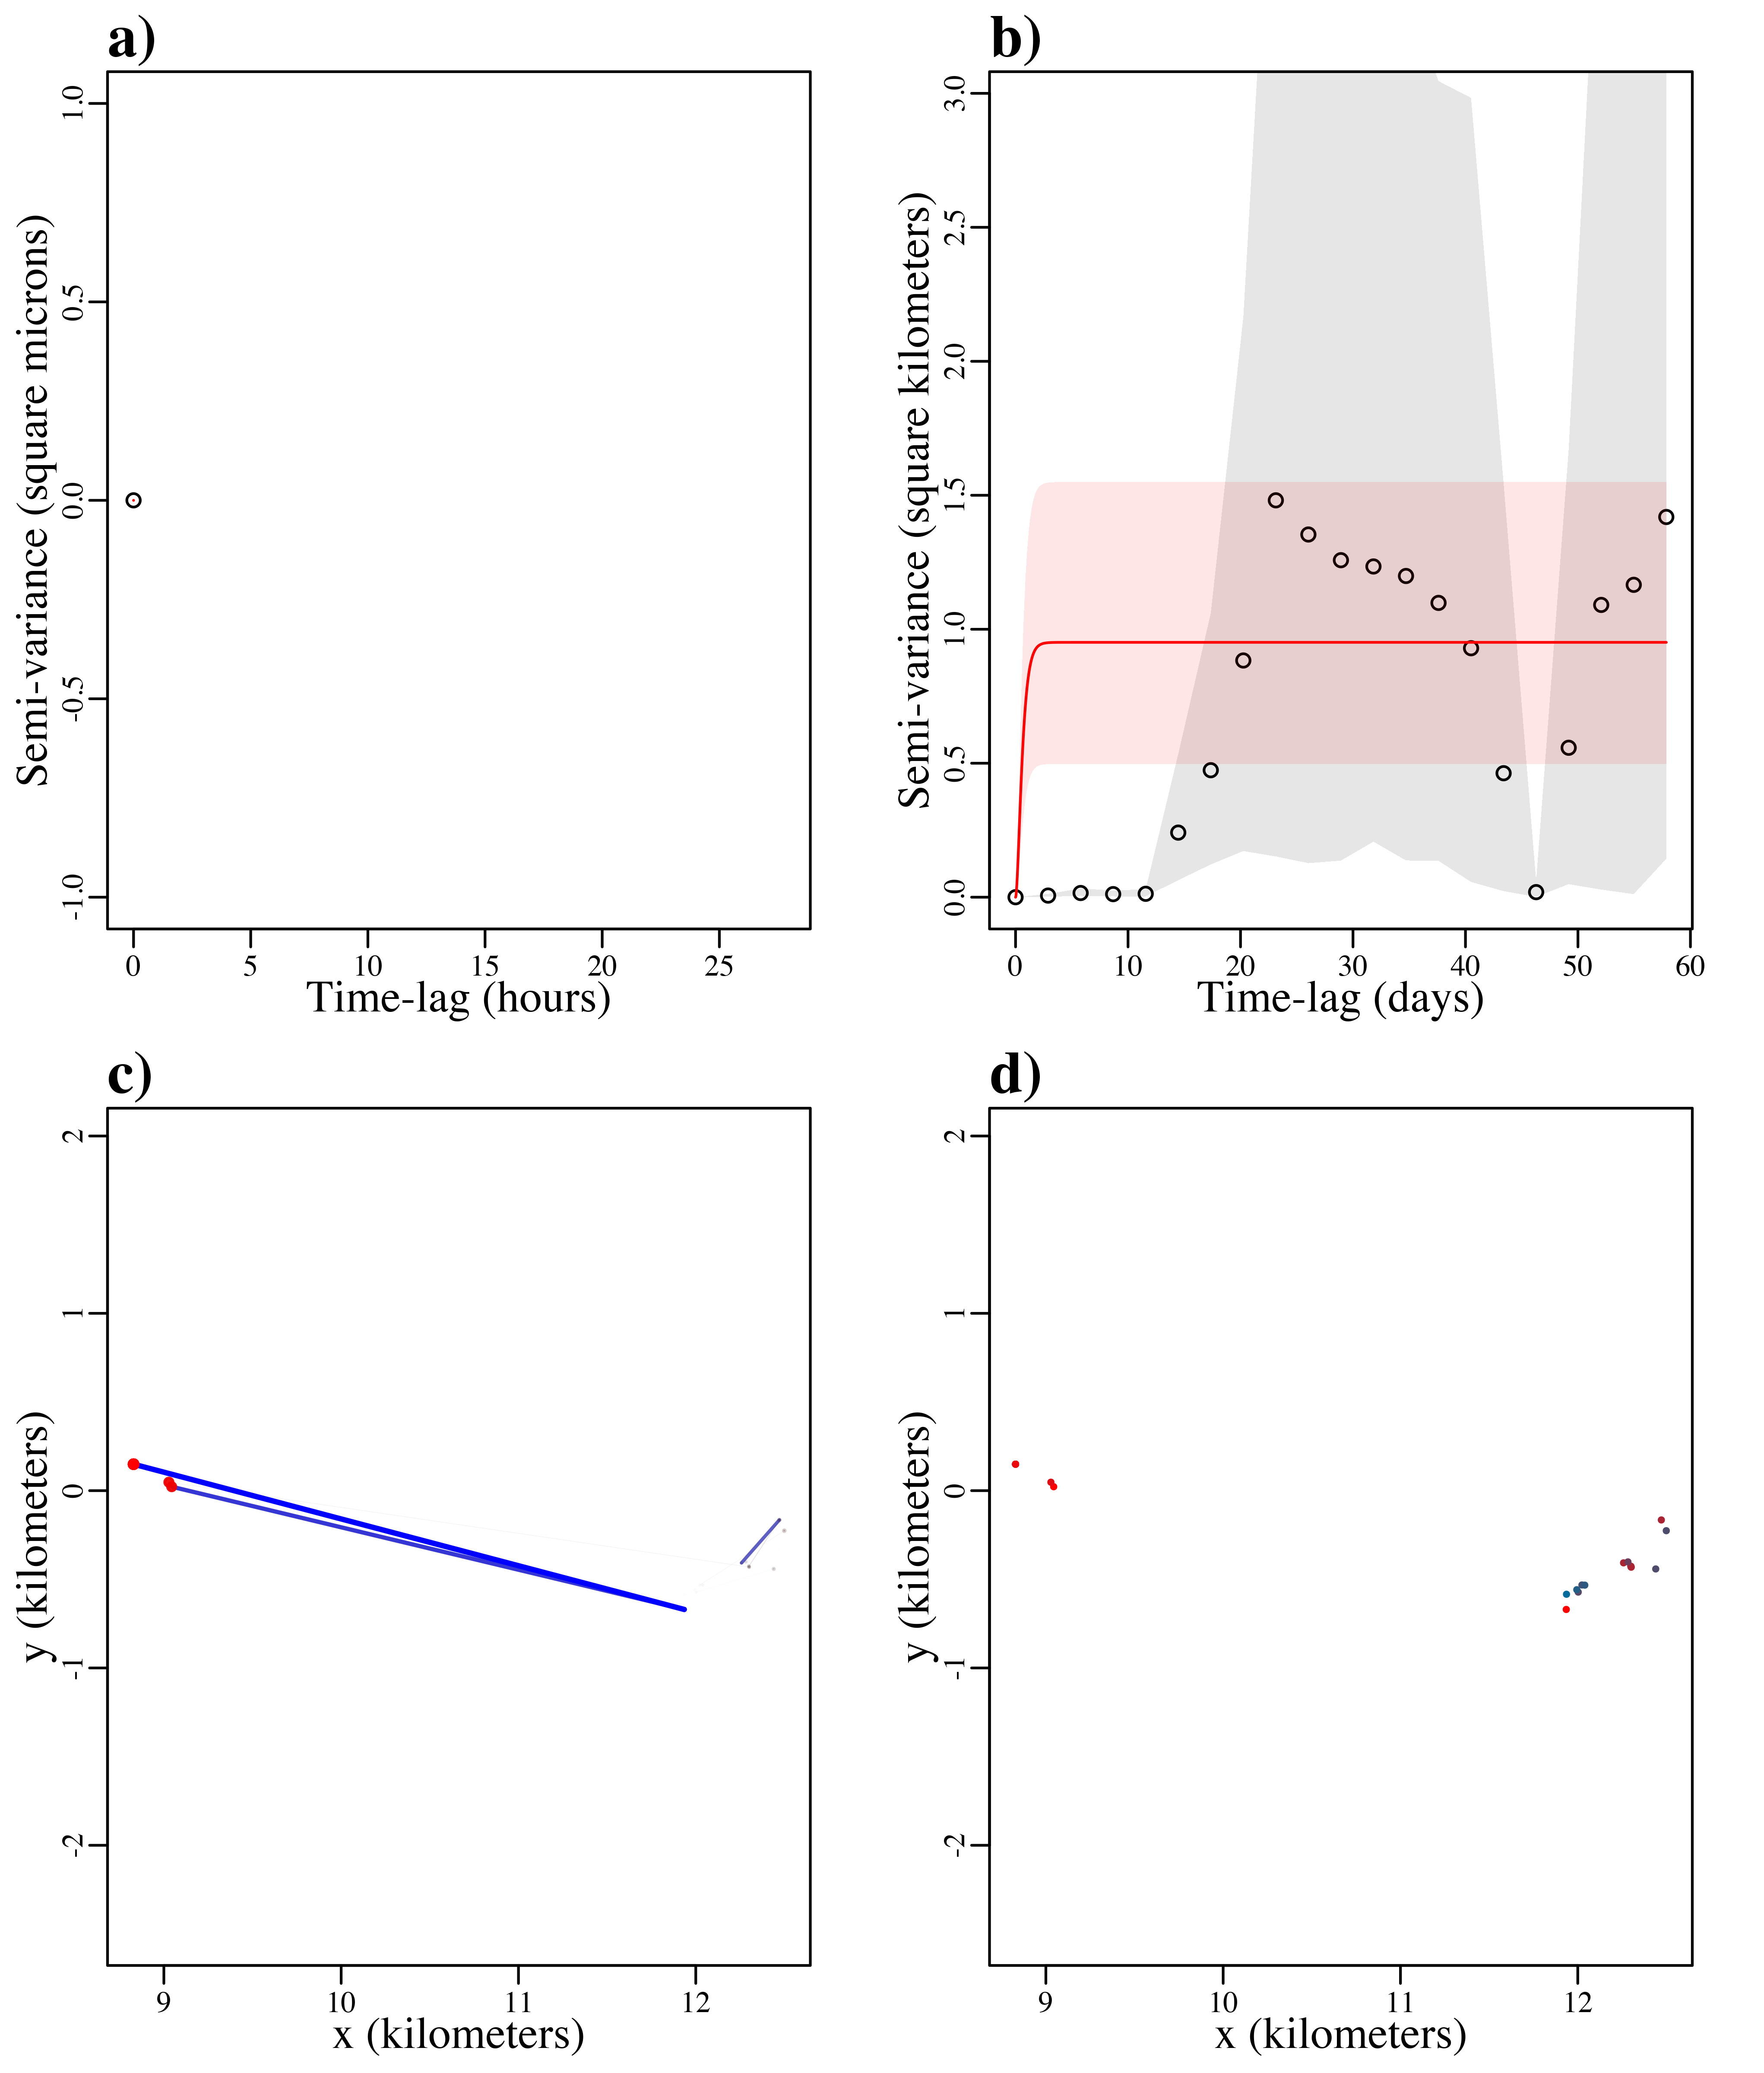 a)
Semi-variance (square microns)
1.0
0.5
0.0
-0.5
-1.0
0 5 10 15 20 25
Time-lag (hours)
b)
Semi-variance (square kilometers)
3.0
2.5
2.0
1.5
1.0
0.5
0.0
0 10 20 30 40 50 60
Time-lag (days)
c)
y (kilometers)
2
1
0
-1
-2
9 10 11 12
x (kilometers)
d)
y (kilometers)
2
1
0
-1
-2
9 10 11 12
x (kilometers)